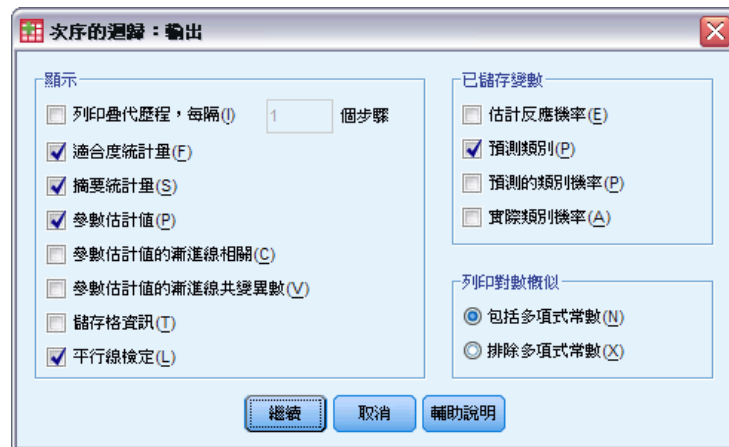 次序的迴歸：輸出
顯示
列印疊代歷程，每隔(I) 1 個步驟
適合度統計量(F)
摘要統計量(S)
參數估計值(P)
參數估計值的漸進線相關(C)
參數估計值的漸進線共變異數(V)
儲存格資訊(T)
平行線檢定(L)
已儲存變數
估計反應機率(E)
預測類別(P)
預測的類別機率(P)
實際類別機率(A)
列印對數概似
包括多項式常數(N)
排除多項式常數(X)
繼續 取消 輔助說明